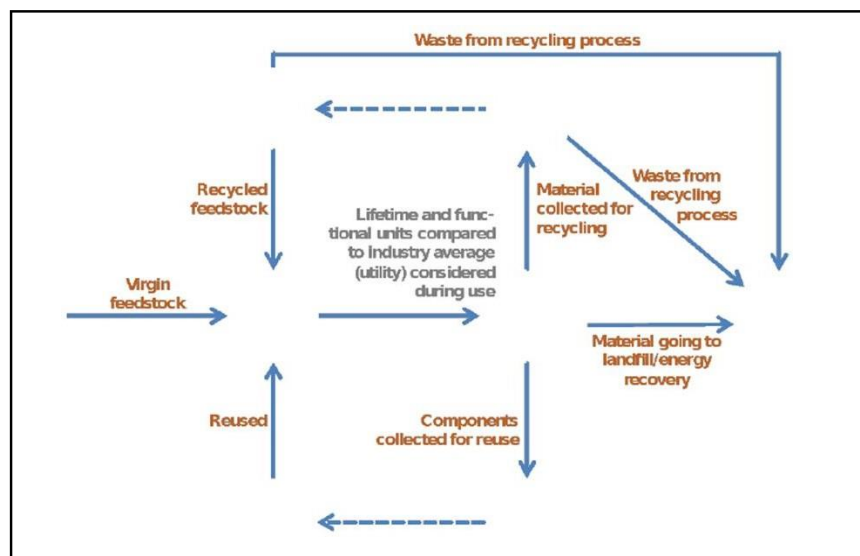 Waste from recycling process
Recycled
feedstock
Lifetime and func-
tional units compared
to industry average
(utility) considered
during use
Material
collected for
recycling
Waste from
recycling
process
Virgin
feedstock
Material going to
landfill/energy
recovery
Reused
Components
collected for reuse